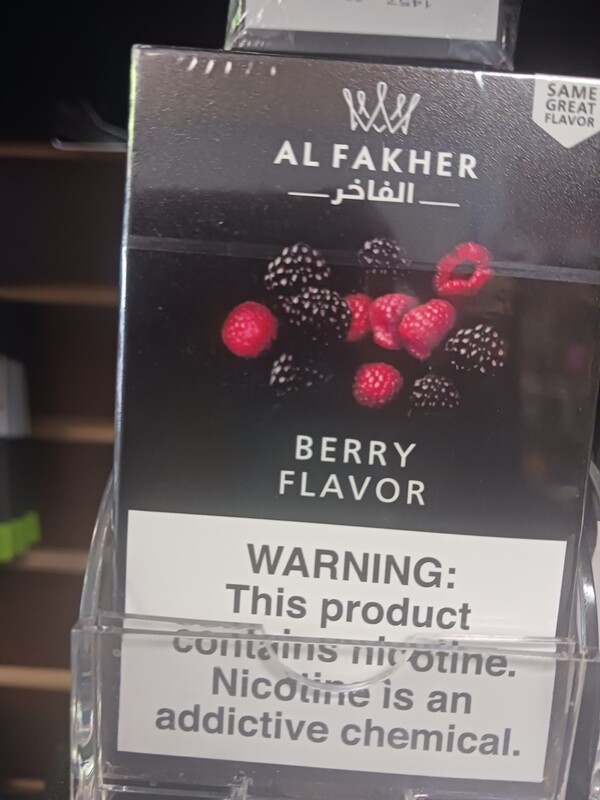 SAME
GREAT
FLAVOR
AL FAKHER
الفاخر
BERRY
FLAVOR
WARNING:
This product
contains nicotine.
Nicotine is an
addictive chemical.